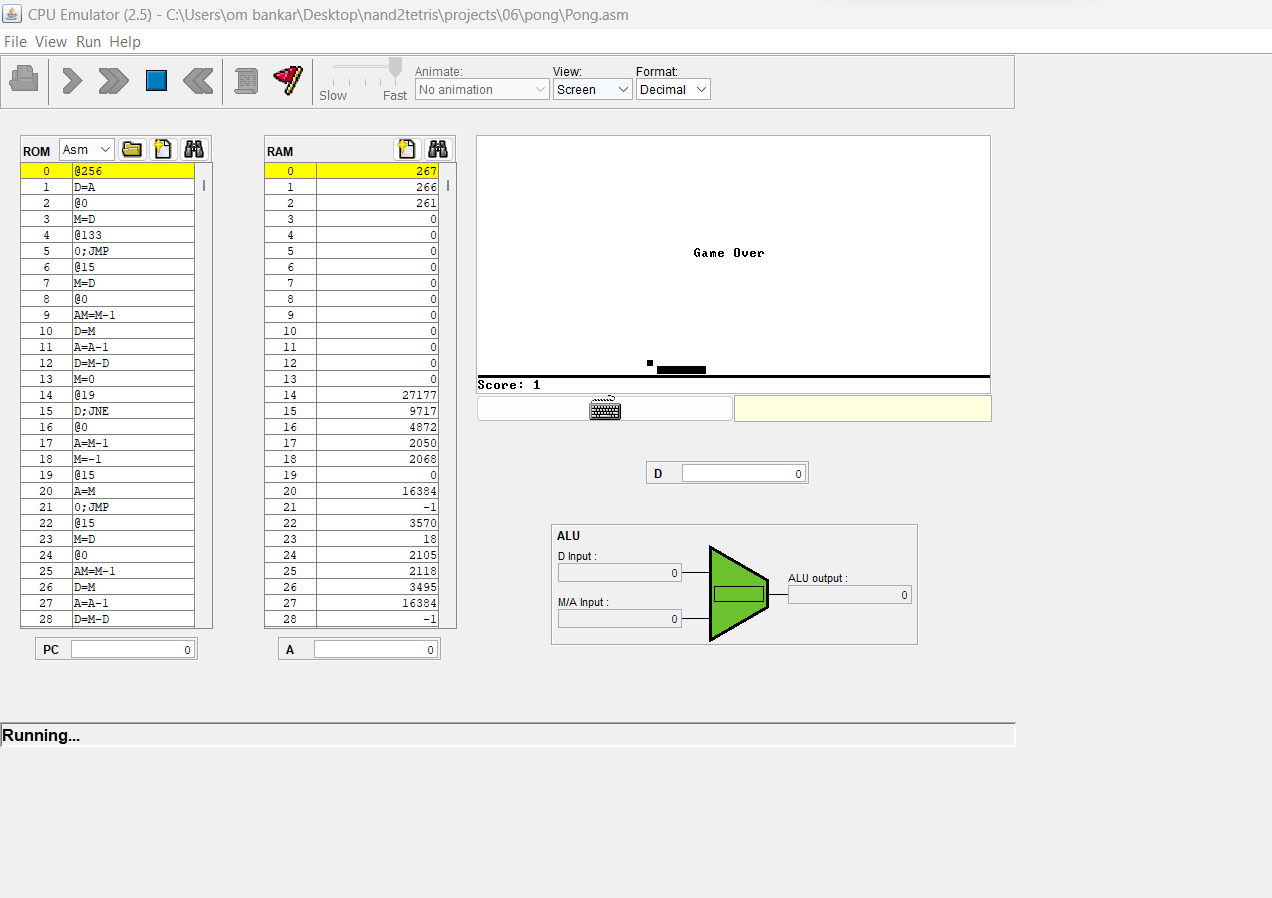 CPU Emulator (2.5) - C:\Users\om bankar\Desktop\nand2tetris\projects\06\pong\Pong.asm
File View Run Help
Slow Fast
Animate:
No animation
View:
Screen
Format:
Decimal
ROM Asm
0 @256
1 D=A
2 @0
3 M=D
4 @133
5 0;JMP
6 @15
7 M=D
8 @0
9 AM=M-1
10 D=M
11 A=A-1
12 D=M-D
13 M=0
14 @19
15 D;JNE
16 @0
17 A=M-1
18 M=-1
19 @15
20 A=M
21 0;JMP
22 @15
23 M=D
24 @0
25 AM=M-1
26 D=M
27 A=A-1
28 D=M-D
PC 0
RAM
0 267
1 266
2 261
3 0
4 0
5 0
6 0
7 0
8 0
9 0
10 0
11 0
12 0
13 0
14 27177
15 9717
16 4872
17 2050
18 2068
19 0
20 16384
21 -1
22 3570
23 18
24 2105
25 2118
26 3495
27 16384
28 -1
A 0
Game Over
Score: 1
D 0
ALU
D Input :
0
M/A Input :
0
ALU output :
0
Running...